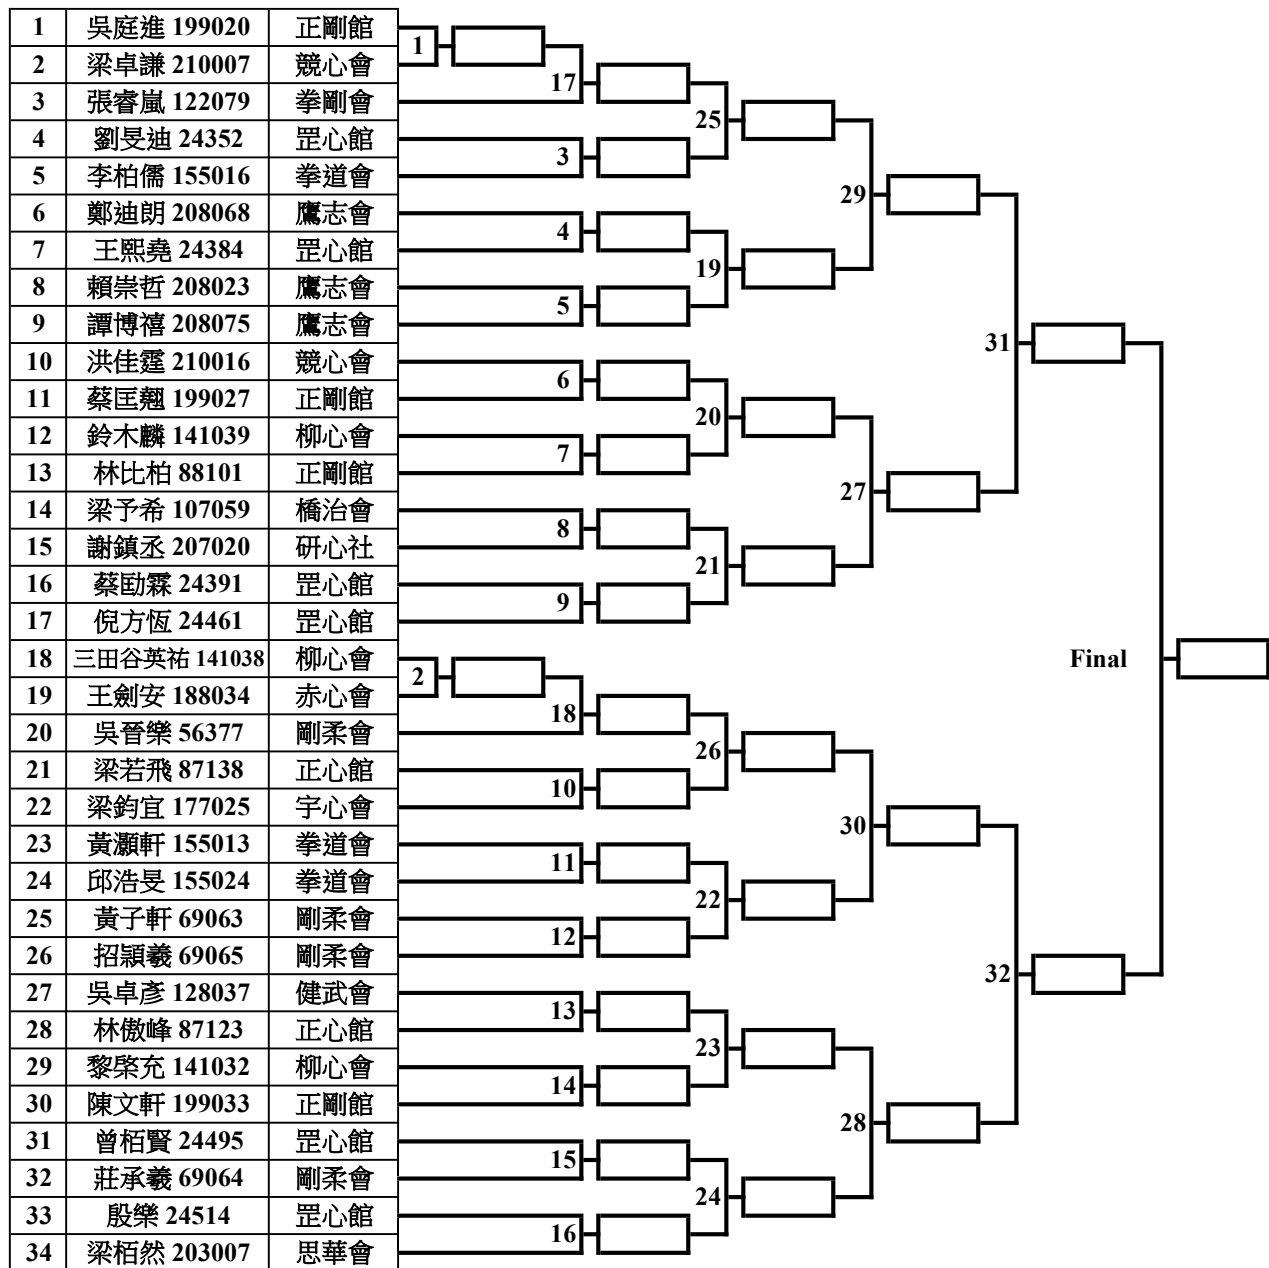 1 吳庭進 199020 正剛館
2 梁卓謙 210007 競心會
3 張睿嵐 122079 拳剛會
4 劉旻迪 24352 罡心館
5 李柏儒 155016 拳道會
6 鄭迪朗 208068 鷹志會
7 王熙堯 24384 罡心館
8 賴崇哲 208023 鷹志會
9 譚博禧 208075 鷹志會
10 洪佳霆 210016 競心會
11 蔡匡翹 199027 正剛館
12 鈴木麟 141039 柳心會
13 林比柏 88101 正剛館
14 梁予希 107059 橋治會
15 謝鎮丞 207020 研心社
16 蔡劻霖 24391 罡心館
17 倪方恆 24461 罡心館
18 三田谷英祐 141038 柳心會
19 王劍安 188034 赤心會
20 吳晉樂 56377 剛柔會
21 梁若飛 87138 正心館
22 梁鈞宜 177025 宇心會
23 黃灝軒 155013 拳道會
24 邱浩旻 155024 拳道會
25 黃子軒 69063 剛柔會
26 招顥羲 69065 剛柔會
27 吳卓彥 128037 健武會
28 林傲峰 87123 正心館
29 黎棨充 141032 柳心會
30 陳文軒 199033 正剛館
31 曾栢賢 24495 罡心館
32 莊承羲 69064 剛柔會
33 殷樂 24514 罡心館
34 梁栢然 203007 思華會
1
2
17
3
4
5
6
7
8
9
18
10
11
12
13
14
15
16
25
19
20
21
26
22
23
24
29
27
30
28
31
32
Final